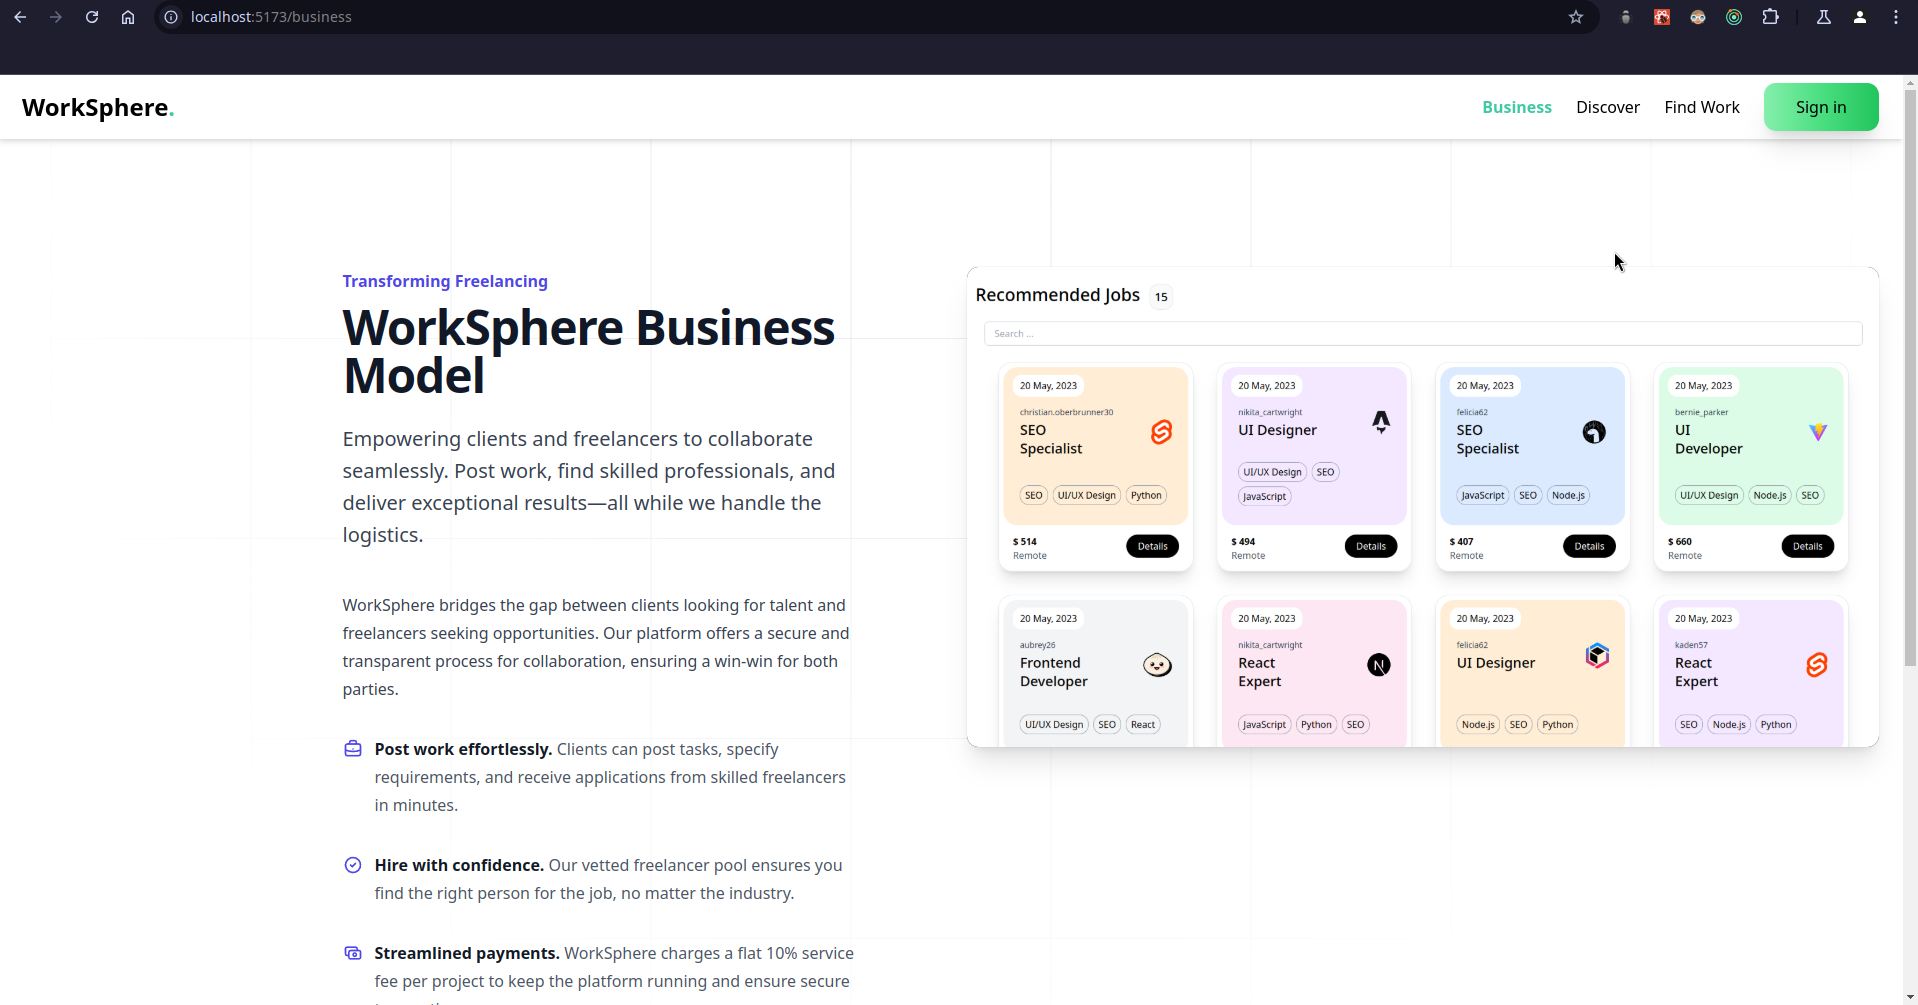 localhost:5173/business
WorkSphere.
Business Discover Find Work Sign in
Transforming Freelancing
WorkSphere Business
Model
Empowering clients and freelancers to collaborate
seamlessly. Post work, find skilled professionals, and
deliver exceptional results—all while we handle the
logistics.
WorkSphere bridges the gap between clients looking for talent and
freelancers seeking opportunities. Our platform offers a secure and
transparent process for collaboration, ensuring a win-win for both
parties.
Post work effortlessly. Clients can post tasks, specify
requirements, and receive applications from skilled freelancers
in minutes.
Hire with confidence. Our vetted freelancer pool ensures you
find the right person for the job, no matter the industry.
Streamlined payments. WorkSphere charges a flat 10% service
fee per project to keep the platform running and ensure secure
Recommended Jobs 15
Search ...
20 May, 2023
christian.oberbrunner30
SEO
Specialist
SEO UI/UX Design Python
$ 514
Remote
Details
20 May, 2023
nikita_cartwright
UI Designer
UI/UX Design SEO
JavaScript
$ 494
Remote
Details
20 May, 2023
felicia62
SEO
Specialist
JavaScript SEO Node.js
$ 407
Remote
Details
20 May, 2023
bernie_parker
UI
Developer
UI/UX Design Node.js SEO
$ 660
Remote
Details
20 May, 2023
aubrey26
Frontend
Developer
UI/UX Design SEO React
20 May, 2023
nikita_cartwright
React
Expert
JavaScript Python SEO
20 May, 2023
felicia62
UI Designer
Node.js SEO Python
20 May, 2023
kaden57
React
Expert
SEO Node.js Python